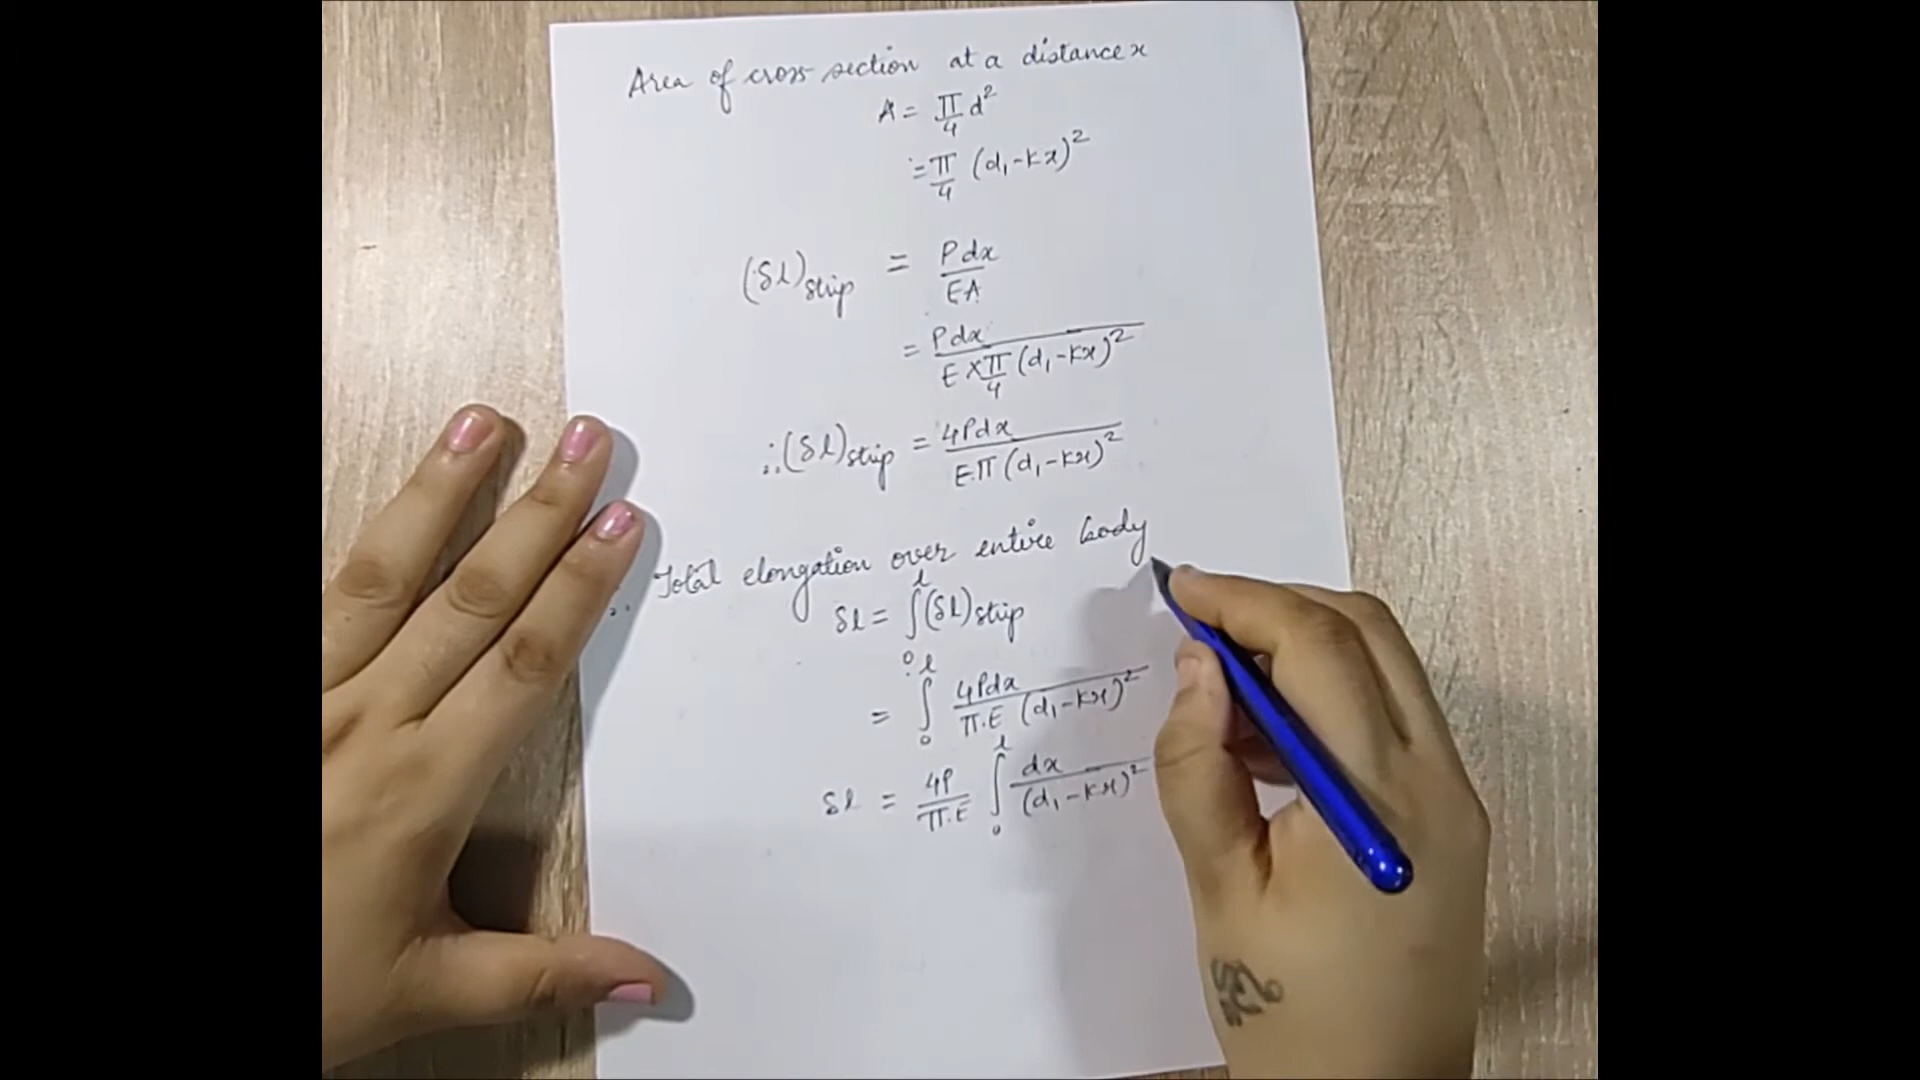 Area of cross section at a distance x
A = π/4 d²
= π/4 (d₁-Kx)²
(δl)strip = Pdx/EA
= Pdx/E×π/4(d₁-Kx)²
∴(δl)strip = 4Pdx/E.π(d₁-Kx)²
∴ Total elongation over entire body
δl = ∫₀ˡ(δl)strip
= ∫₀ˡ 4Pdx/π.E (d₁-Kx)²
δl = 4P/π.E ∫₀ˡ dx/(d₁-Kx)²